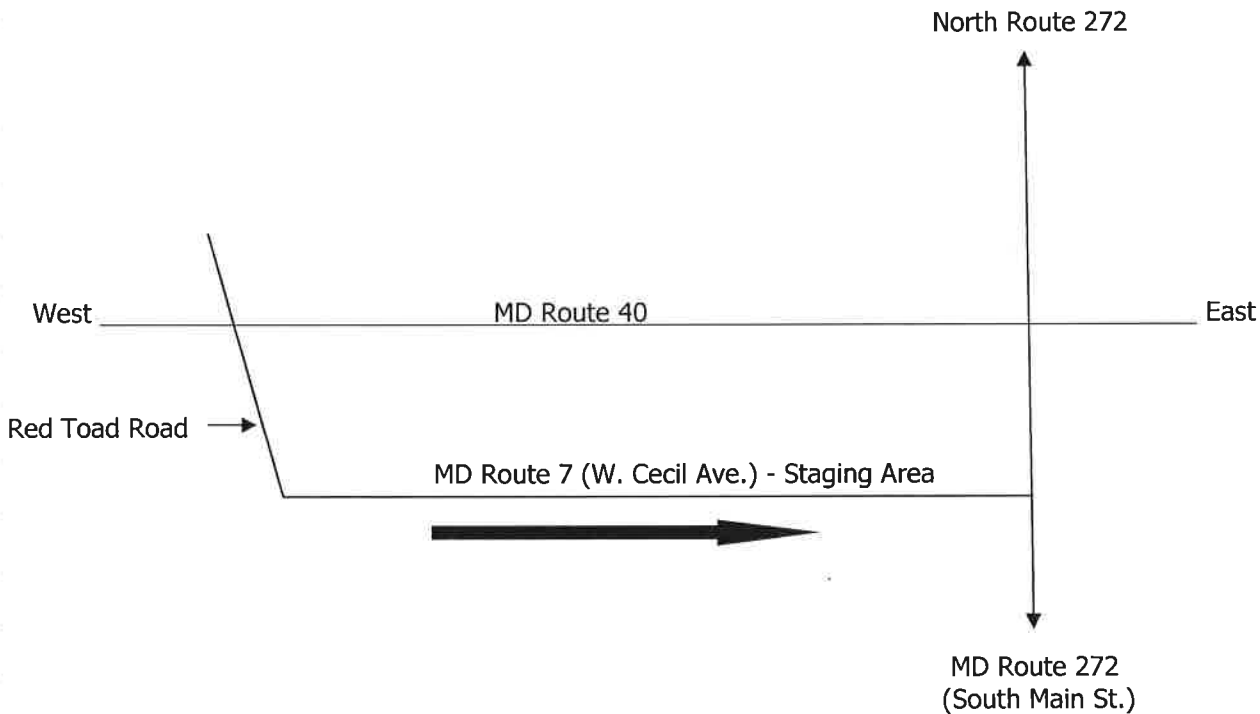 North Route 272
West
MD Route 40
East
Red Toad Road
MD Route 7 (W. Cecil Ave.) - Staging Area
MD Route 272
(South Main St.)